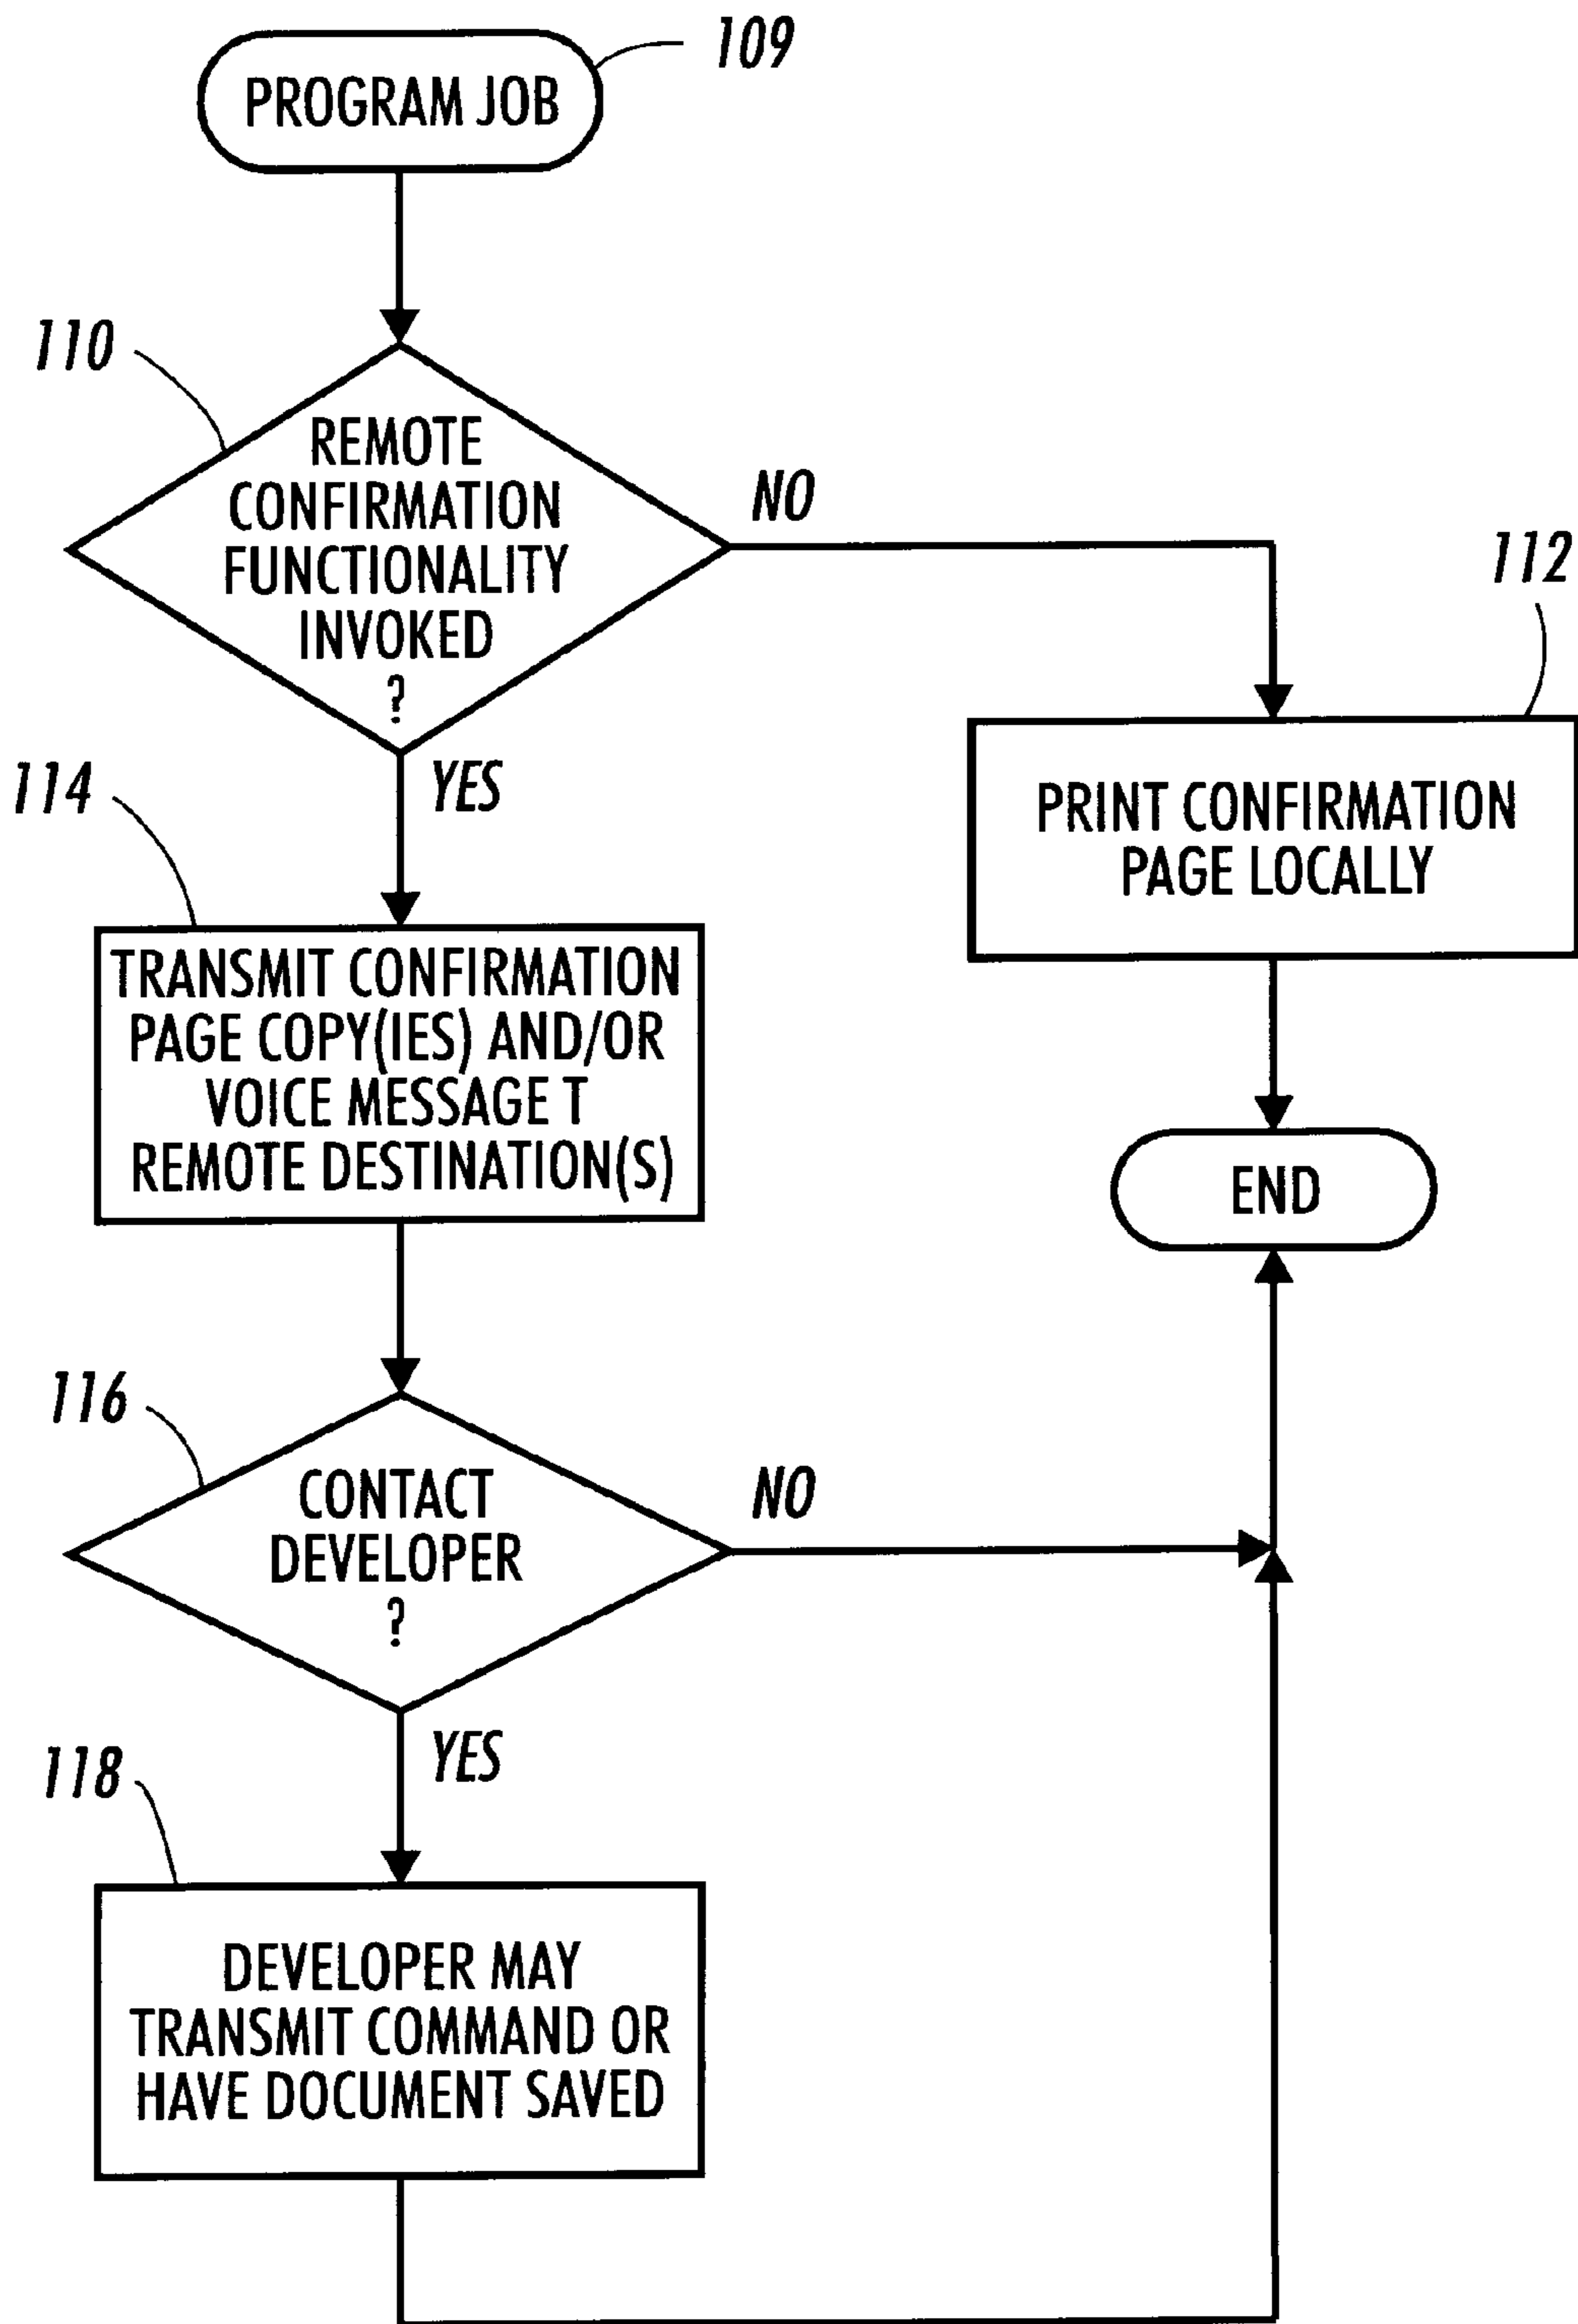 109
PROGRAM JOB
110
REMOTE
CONFIRMATION
FUNCTIONALITY
INVOKED
?
NO
112
YES
PRINT CONFIRMATION
PAGE LOCALLY
114
TRANSMIT CONFIRMATION
PAGE COPY(IES) AND/OR
VOICE MESSAGE T
REMOTE DESTINATION(S)
END
116
CONTACT
DEVELOPER
?
NO
YES
118
DEVELOPER MAY
TRANSMIT COMMAND OR
HAVE DOCUMENT SAVED